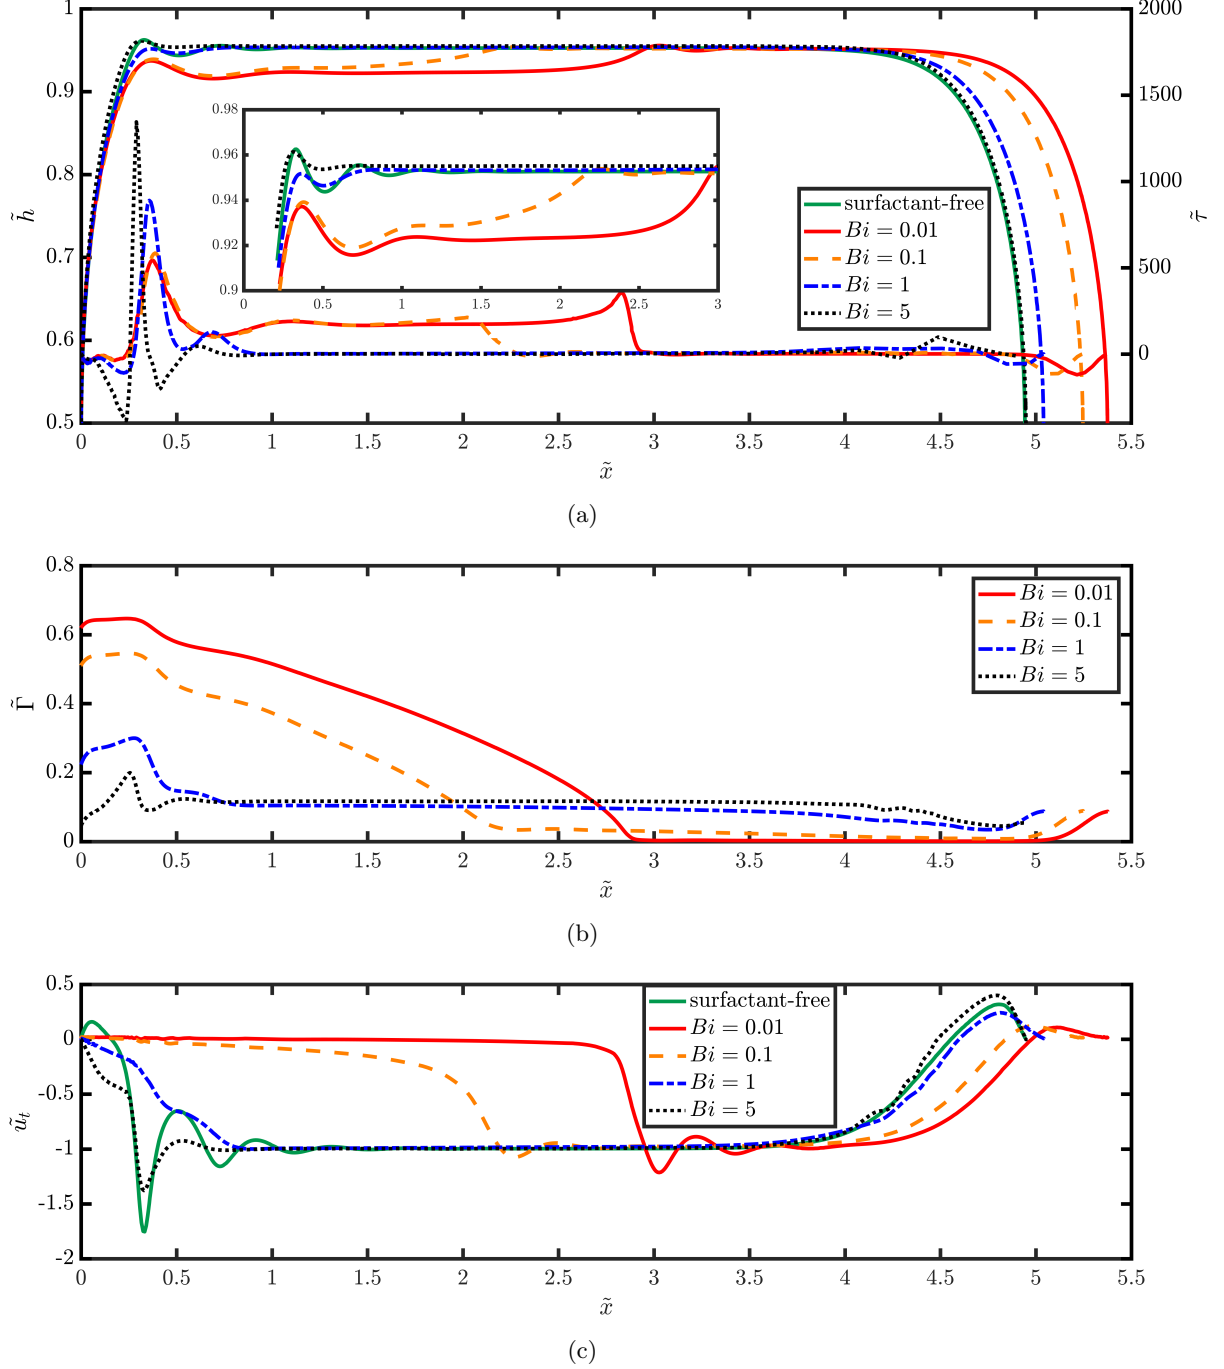 1
0.9
0.8
0.7
0.6
0.5
h̃
2000
1500
1000
500
0
τ̃
0.98
0.96
0.94
0.92
0.9
0 0.5 1 1.5 2 2.5 3
surfactant-free
Bi = 0.01
Bi = 0.1
Bi = 1
Bi = 5
0 0.5 1 1.5 2 2.5 3 3.5 4 4.5 5 5.5
x̃
(a)
0.8
0.6
0.4
0.2
0
Γ̃
Bi = 0.01
Bi = 0.1
Bi = 1
Bi = 5
0 0.5 1 1.5 2 2.5 3 3.5 4 4.5 5 5.5
x̃
(b)
0.5
0
-0.5
-1
-1.5
-2
ũₜ
surfactant-free
Bi = 0.01
Bi = 0.1
Bi = 1
Bi = 5
0 0.5 1 1.5 2 2.5 3 3.5 4 4.5 5 5.5
x̃
(c)